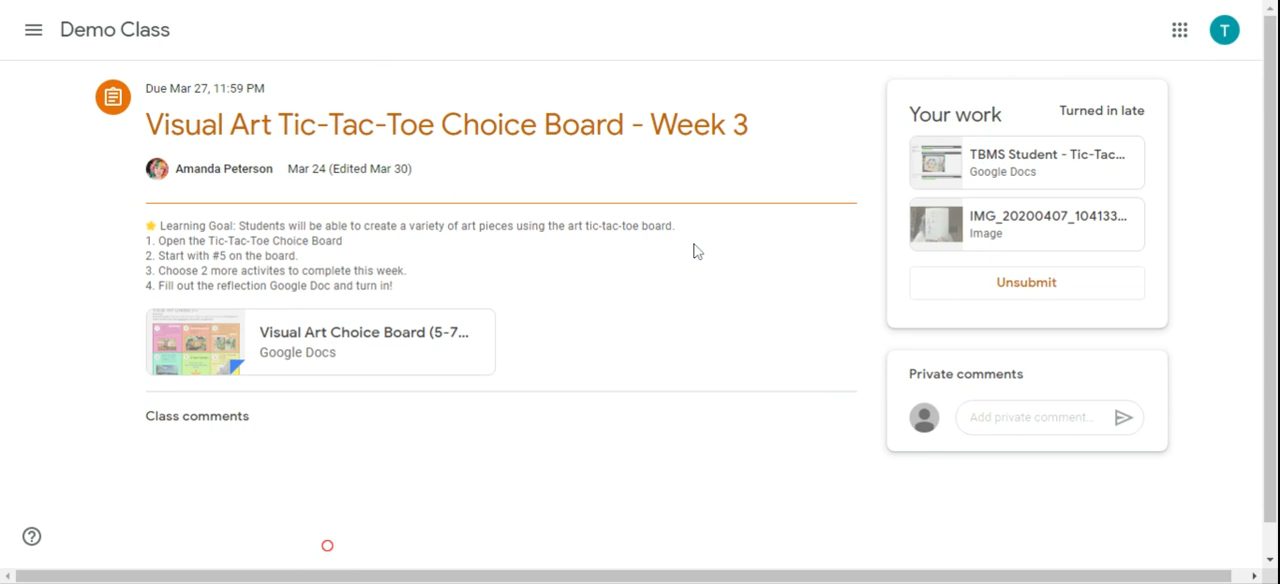 Demo Class
T
Due Mar 27, 11:59 PM
Visual Art Tic-Tac-Toe Choice Board - Week 3
Amanda Peterson Mar 24 (Edited Mar 30)
Learning Goal: Students will be able to create a variety of art pieces using the art tic-tac-toe board.
1. Open the Tic-Tac-Toe Choice Board
2. Start with #5 on the board.
3. Choose 2 more activites to complete this week.
4. Fill out the reflection Google Doc and turn in!
Visual Art Choice Board (5-7...
Google Docs
Class comments
Your work Turned in late
TBMS Student - Tic-Tac...
Google Docs
IMG_20200407_104133...
Image
Unsubmit
Private comments
Add private comment...